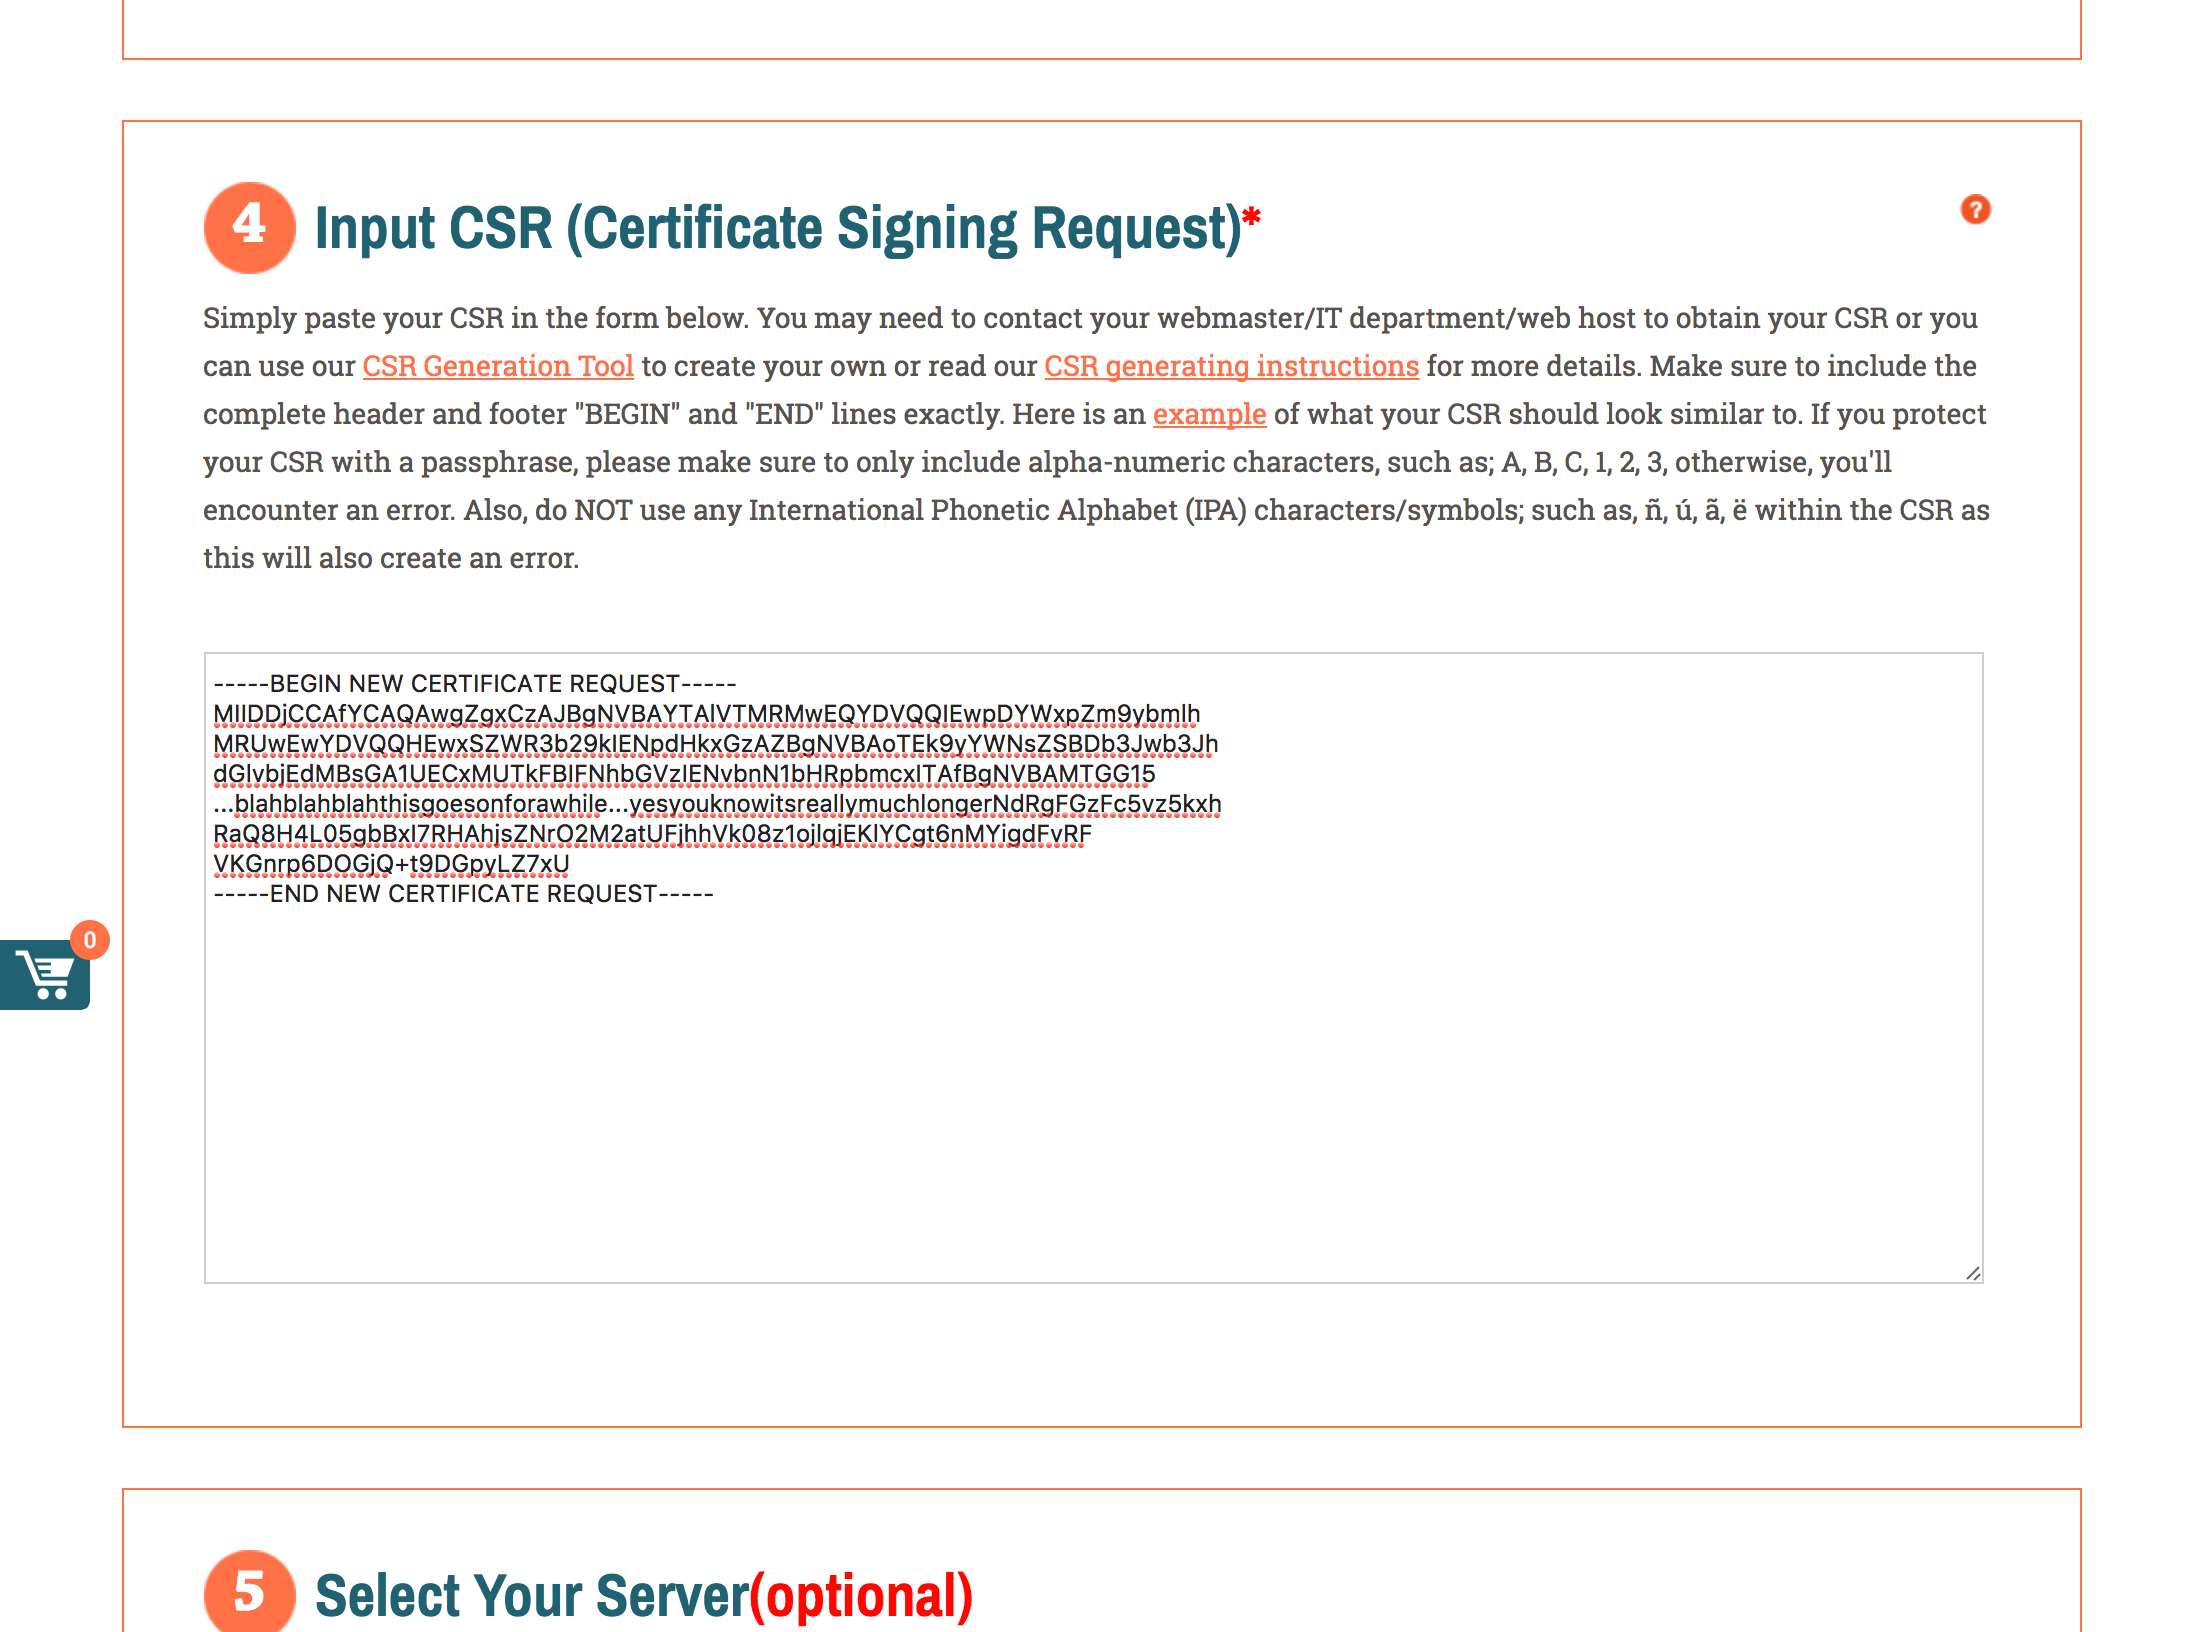 4 Input CSR (Certificate Signing Request)*
?
Simply paste your CSR in the form below. You may need to contact your webmaster/IT department/web host to obtain your CSR or you
can use our CSR Generation Tool to create your own or read our CSR generating instructions for more details. Make sure to include the
complete header and footer "BEGIN" and "END" lines exactly. Here is an example of what your CSR should look similar to. If you protect
your CSR with a passphrase, please make sure to only include alpha-numeric characters, such as; A, B, C, 1, 2, 3, otherwise, you'll
encounter an error. Also, do NOT use any International Phonetic Alphabet (IPA) characters/symbols; such as, ñ, ú, ã, ë within the CSR as
this will also create an error.
-----BEGIN NEW CERTIFICATE REQUEST-----
MIIDDjCCAfYCAQAwgZgxCzAJBgNVBAYTAlVTMRMwEQYDVQQIEwpDYWxpZm9ybmlh
MRUwEwYDVQQHEwxSZWR3b29kIENpdHkxGzAZBgNVBAoTEk9yYWNsZSBDb3Jwb3Jh
dGlvbjEdMBsGA1UECxMUTkFBIFNhbGVzIENvbnN1bHRpbmcxITAfBgNVBAMTGG15
...blahblahblahthisgoesonforawhile...yesyouknowitsreallymuchlongerNdRgFGzFc5vz5kxh
RaQ8H4L05gbBxI7RHAhjsZNrO2M2atUFjhhVk08z1ojlqjEKlYCgt6nMYigdFvRF
VKGnrp6DOGjQ+t9DGpyLZ7xU
-----END NEW CERTIFICATE REQUEST-----
0
5 Select Your Server(optional)